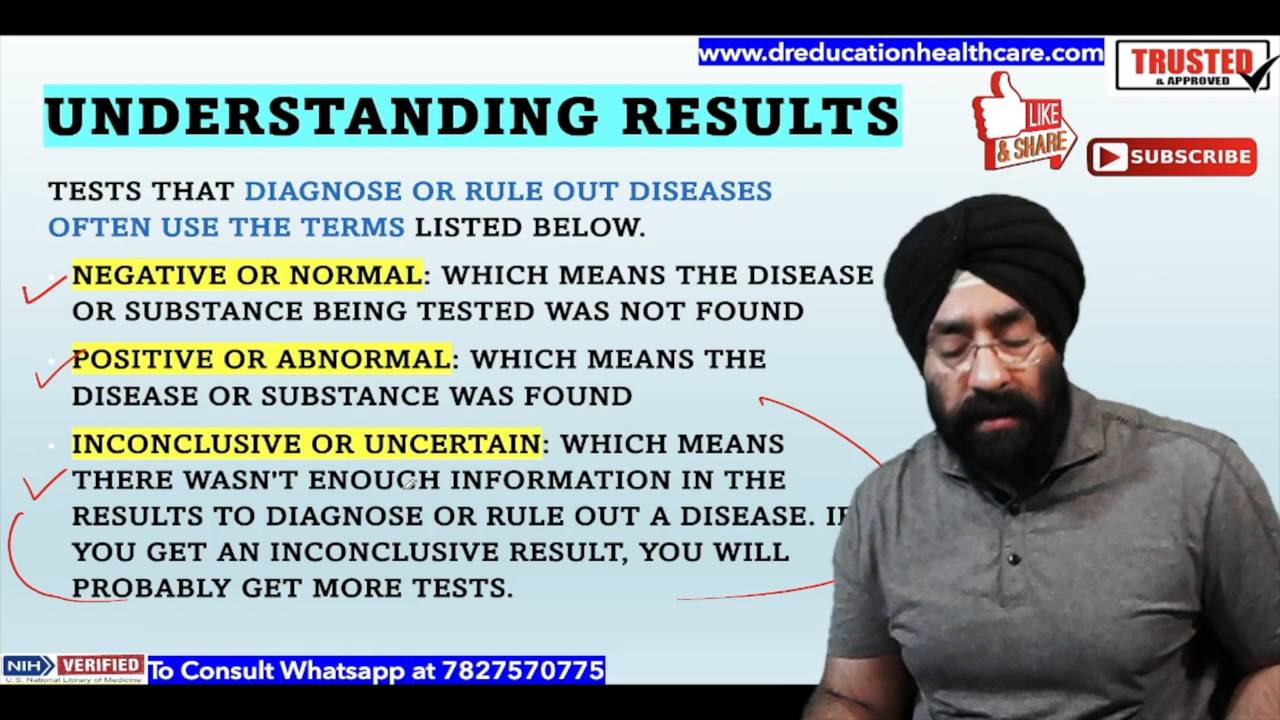 www.dreducationhealthcare.com
TRUSTED
& APPROVED
UNDERSTANDING RESULTS
LIKE
& SHARE
SUBSCRIBE
TESTS THAT DIAGNOSE OR RULE OUT DISEASES
OFTEN USE THE TERMS LISTED BELOW.
NEGATIVE OR NORMAL: WHICH MEANS THE DISEASE
OR SUBSTANCE BEING TESTED WAS NOT FOUND
POSITIVE OR ABNORMAL: WHICH MEANS THE
DISEASE OR SUBSTANCE WAS FOUND
INCONCLUSIVE OR UNCERTAIN: WHICH MEANS
THERE WASN'T ENOUGH INFORMATION IN THE
RESULTS TO DIAGNOSE OR RULE OUT A DISEASE. IF
YOU GET AN INCONCLUSIVE RESULT, YOU WILL
PROBABLY GET MORE TESTS.
NIH VERIFIED
U.S. National Library of Medicine
To Consult Whatsapp at 7827570775